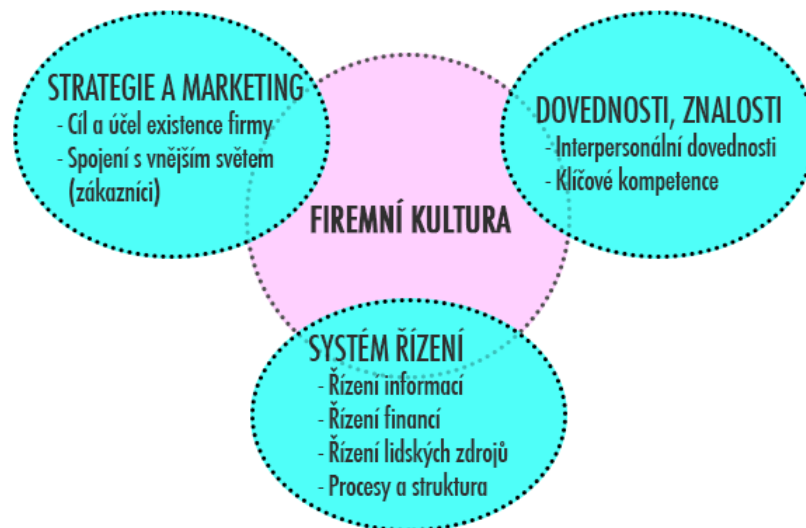 STRATEGIE A MARKETING
- Cíl a účel existence firmy
- Spojení s vnějším světem
(zákazníci)
DOVEDNOSTI, ZNALOSTI
- Interpersonální dovednosti
- Klíčové kompetence
FIREMNÍ KULTURA
SYSTÉM ŘÍZENÍ
- Řízení informací
- Řízení financí
- Řízení lidských zdrojů
- Procesy a struktura